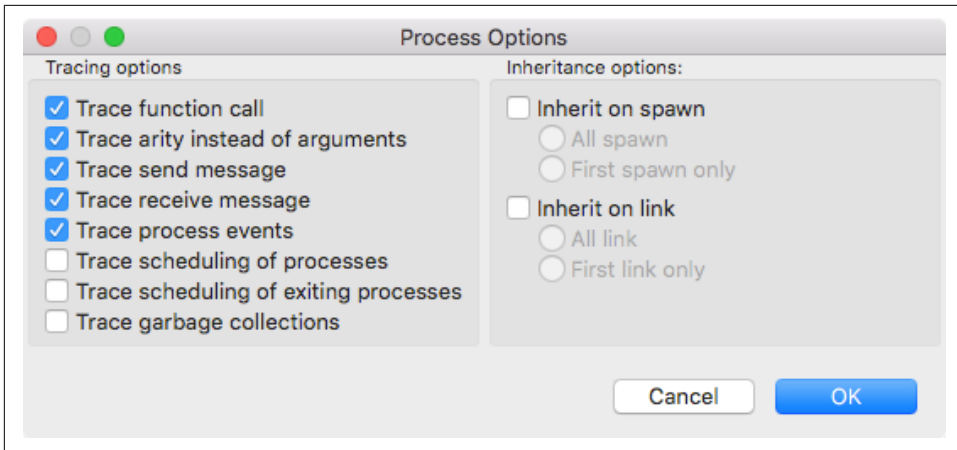 Process Options
Tracing options
Trace function call
Trace arity instead of arguments
Trace send message
Trace receive message
Trace process events
Trace scheduling of processes
Trace scheduling of exiting processes
Trace garbage collections
Inheritance options:
Inherit on spawn
All spawn
First spawn only
Inherit on link
All link
First link only
Cancel
OK